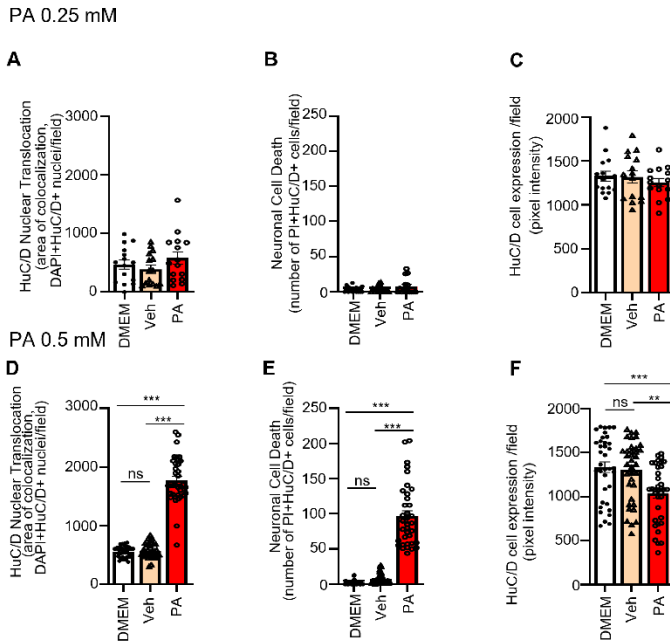 PA 0.25 mM
A
HuC/D Nuclear Translocation
(area of colocalization,
DAPI+HuC/D+ nuclei/field)
3000
2000
1000
0
DMEM
Veh
PA
B
Neuronal Cell Death
(number of PI+HuC/D+ cells/field)
250
200
150
100
50
0
DMEM
Veh
PA
C
HuC/D cell expression /field
(pixel intensity)
2000
1500
1000
500
0
DMEM
Veh
PA
PA 0.5 mM
D
HuC/D Nuclear Translocation
(area of colocalization,
DAPI+HuC/D+ nuclei/field)
3000
2000
1000
0
***
***
ns
DMEM
Veh
PA
E
Neuronal Cell Death
(number of PI+HuC/D+ cells/field)
250
200
150
100
50
0
***
***
ns
DMEM
Veh
PA
F
HuC/D cell expression /field
(pixel intensity)
2000
1500
1000
500
0
***
ns
**
DMEM
Veh
PA